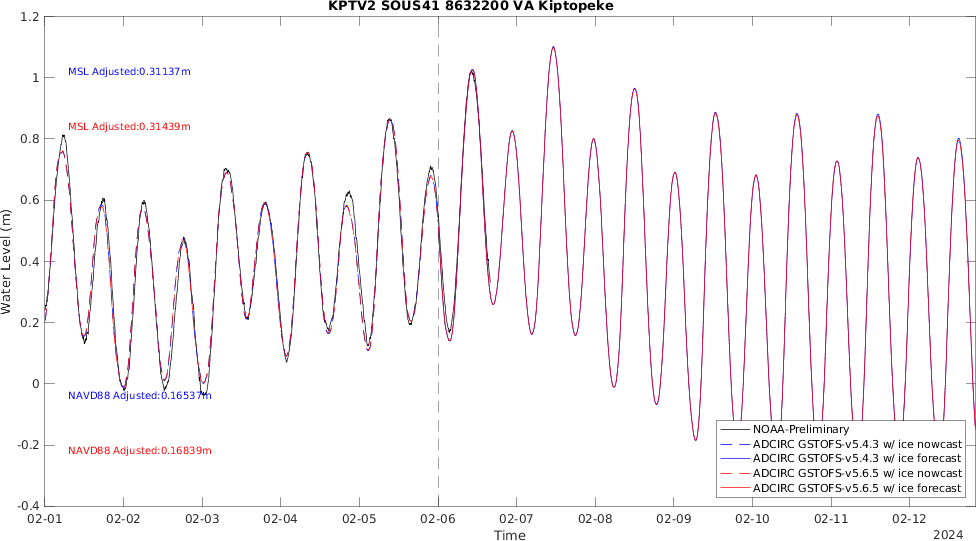 KPTV2 SOUS41 8632200 VA Kiptopeke
1.2
1
0.8
0.6
0.4
0.2
0
-0.2
-0.4
Water Level (m)
MSL Adjusted:0.31137m
MSL Adjusted:0.31439m
NAVD88 Adjusted:0.16537m
NAVD88 Adjusted:0.16839m
NOAA-Preliminary
ADCIRC GSTOFS-v5.4.3 w/ ice nowcast
ADCIRC GSTOFS-v5.4.3 w/ ice forecast
ADCIRC GSTOFS-v5.6.5 w/ ice nowcast
ADCIRC GSTOFS-v5.6.5 w/ ice forecast
02-01 02-02 02-03 02-04 02-05 02-06 02-07 02-08 02-09 02-10 02-11 02-12
Time
2024